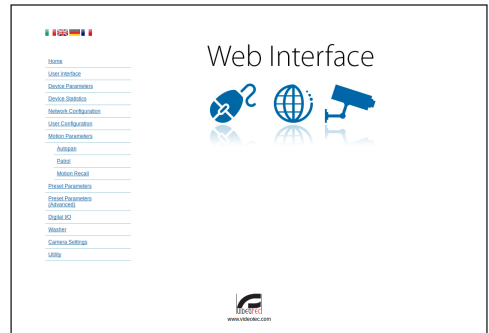 Web Interface
Home
User interface
Device Parameters
Device Statistics
Network Configuration
User Configuration
Motion Parameters
Autopan
Patrol
Motion Recall
Preset Parameters
Preset Parameters
(Advanced)
Digital I/O
Washer
Camera Settings
Utility
VIDEOTEC
www.videotec.com